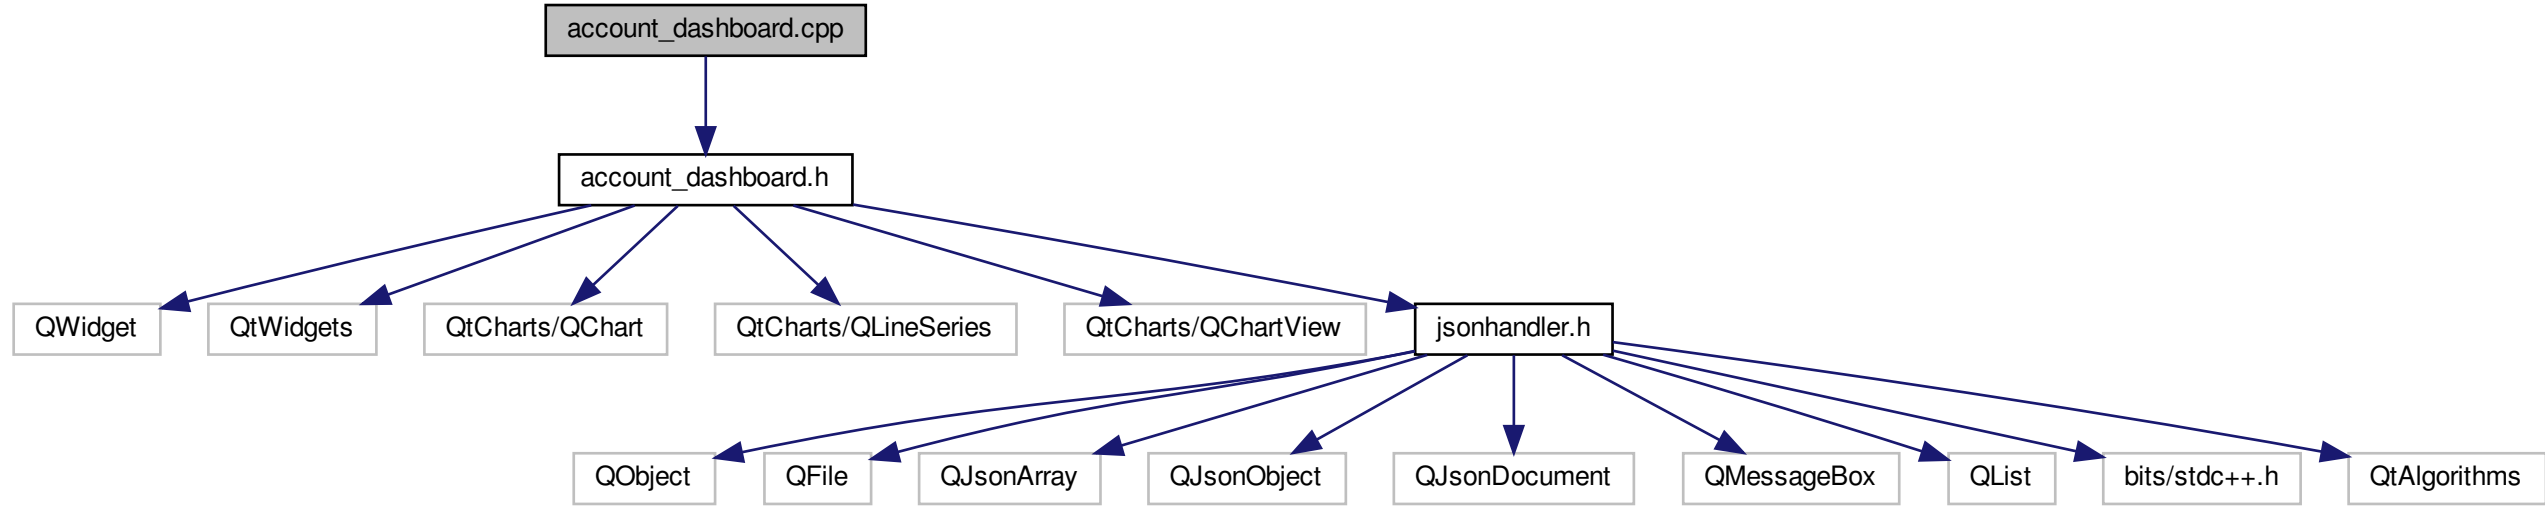 account_dashboard.cpp
account_dashboard.h
QWidget
QtWidgets
QtCharts/QChart
QtCharts/QLineSeries
QtCharts/QChartView
jsonhandler.h
QObject
QFile
QJsonArray
QJsonObject
QJsonDocument
QMessageBox
QList
bits/stdc++.h
QtAlgorithms